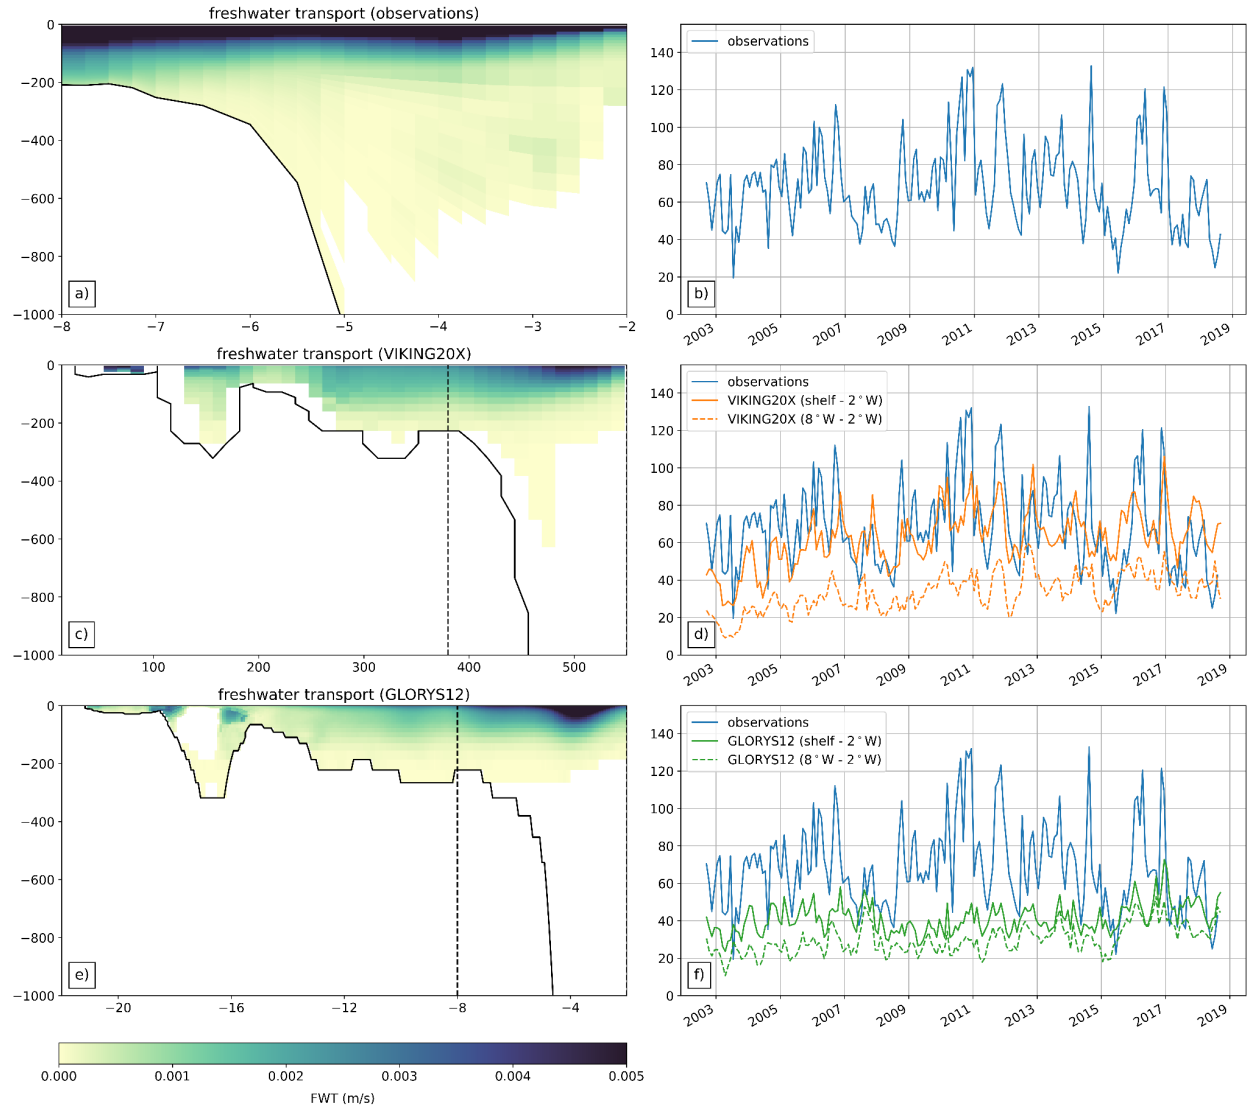 freshwater transport (observations)
0
−200
−400
−600
−800
−1000
a)
−8 −7 −6 −5 −4 −3 −2
140
120
100
80
60
40
20
0
observations
b)
2003 2005 2007 2009 2011 2013 2015 2017 2019
freshwater transport (VIKING20X)
0
−200
−400
−600
−800
−1000
c)
100 200 300 400 500
140
120
100
80
60
40
20
0
observations
VIKING20X (shelf - 2°W)
VIKING20X (8°W - 2°W)
d)
2003 2005 2007 2009 2011 2013 2015 2017 2019
freshwater transport (GLORYS12)
0
−200
−400
−600
−800
−1000
e)
−20 −16 −12 −8 −4
140
120
100
80
60
40
20
0
observations
GLORYS12 (shelf - 2°W)
GLORYS12 (8°W - 2°W)
f)
2003 2005 2007 2009 2011 2013 2015 2017 2019
0.000 0.001 0.002 0.003 0.004 0.005
FWT (m/s)